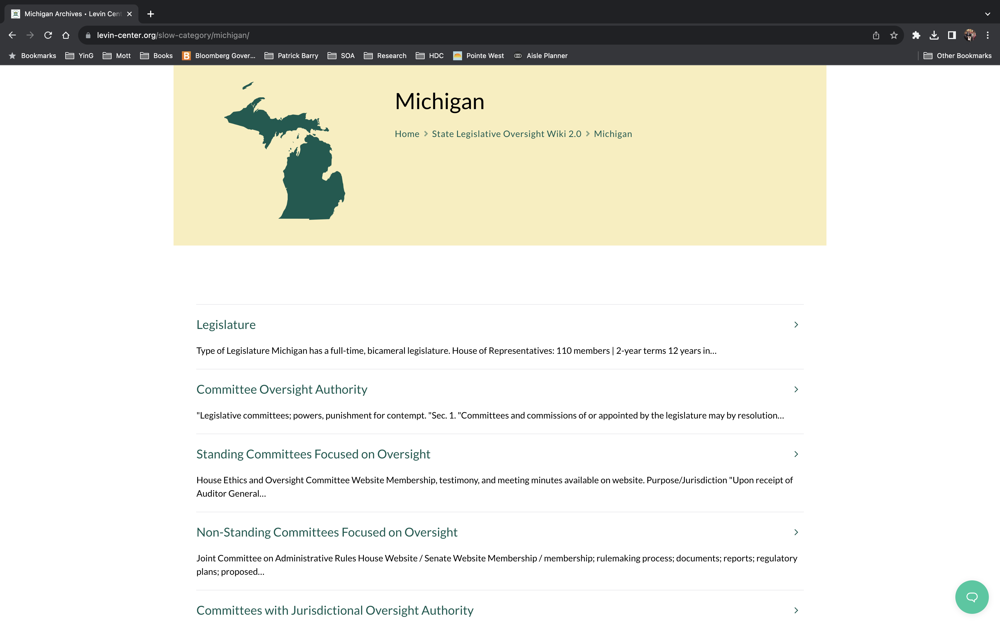 Michigan Archives • Levin Cent
levin-center.org/slow-category/michigan/
Bookmarks YinG Mott Books Bloomberg Gover... Patrick Barry SOA Research HDC Pointe West Aisle Planner Other Bookmarks
Michigan
Home > State Legislative Oversight Wiki 2.0 > Michigan
Legislature
Type of Legislature Michigan has a full-time, bicameral legislature. House of Representatives: 110 members | 2-year terms 12 years in...
Committee Oversight Authority
"Legislative committees; powers, punishment for contempt. "Sec. 1. "Committees and commissions of or appointed by the legislature may by resolution...
Standing Committees Focused on Oversight
House Ethics and Oversight Committee Website Membership, testimony, and meeting minutes available on website. Purpose/Jurisdiction "Upon receipt of
Auditor General...
Non-Standing Committees Focused on Oversight
Joint Committee on Administrative Rules House Website / Senate Website Membership / membership; rulemaking process; documents; reports; regulatory
plans; proposed...
Committees with Jurisdictional Oversight Authority